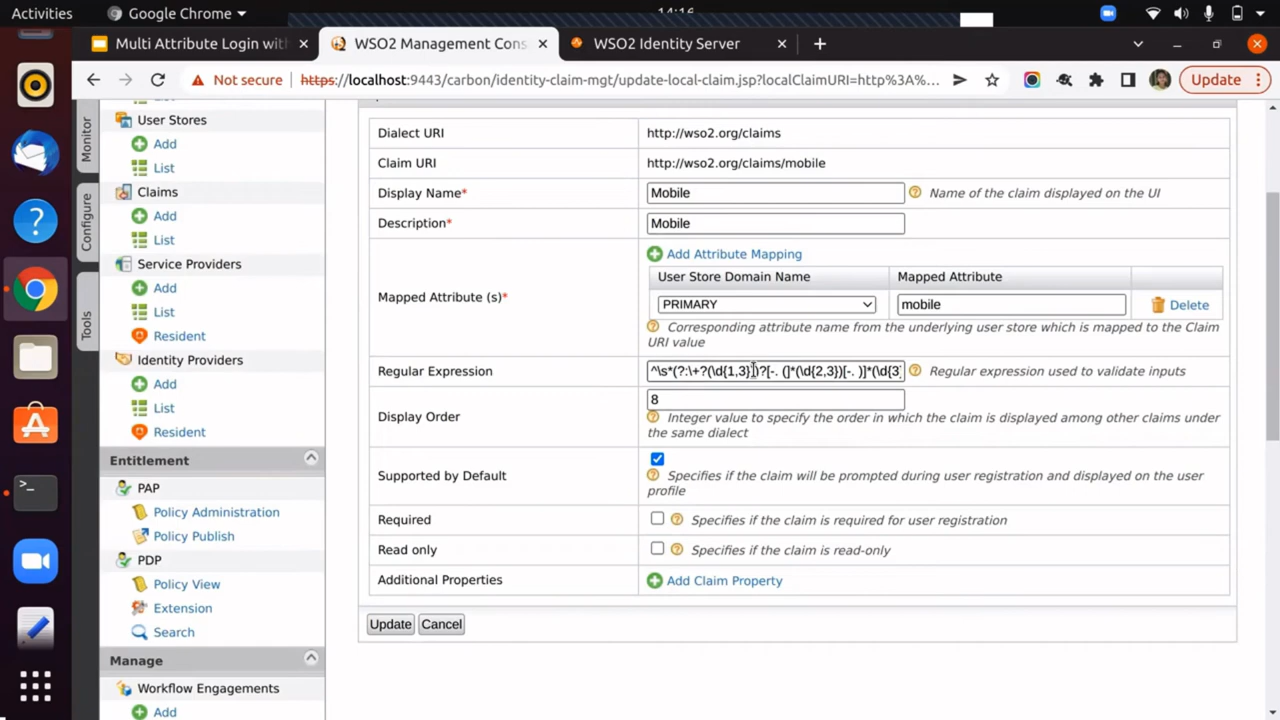 Activities
Google Chrome
14:16
Multi Attribute Login with
WSO2 Management Cons
WSO2 Identity Server
Not secure
https://localhost:9443/carbon/identity-claim-mgt/update-local-claim.jsp?localClaimURI=http%3A%...
Update
Monitor
Configure
Tools
List
User Stores
Add
List
Claims
Add
List
Service Providers
Add
List
Resident
Identity Providers
Add
List
Resident
Entitlement
PAP
Policy Administration
Policy Publish
PDP
Policy View
Extension
Search
Manage
Workflow Engagements
Add
Dialect URI
http://wso2.org/claims
Claim URI
http://wso2.org/claims/mobile
Display Name*
Mobile
Name of the claim displayed on the UI
Description*
Mobile
Mapped Attribute (s)*
Add Attribute Mapping
User Store Domain Name
Mapped Attribute
PRIMARY
mobile
Delete
Corresponding attribute name from the underlying user store which is mapped to the Claim
URI value
Regular Expression
^\s*(?:\+?(\d{1,3}))?[-. (]*(\d{2,3})[-. )]*(\d{3
Regular expression used to validate inputs
Display Order
8
Integer value to specify the order in which the claim is displayed among other claims under
the same dialect
Supported by Default
Specifies if the claim will be prompted during user registration and displayed on the user
profile
Required
Specifies if the claim is required for user registration
Read only
Specifies if the claim is read-only
Additional Properties
Add Claim Property
Update
Cancel